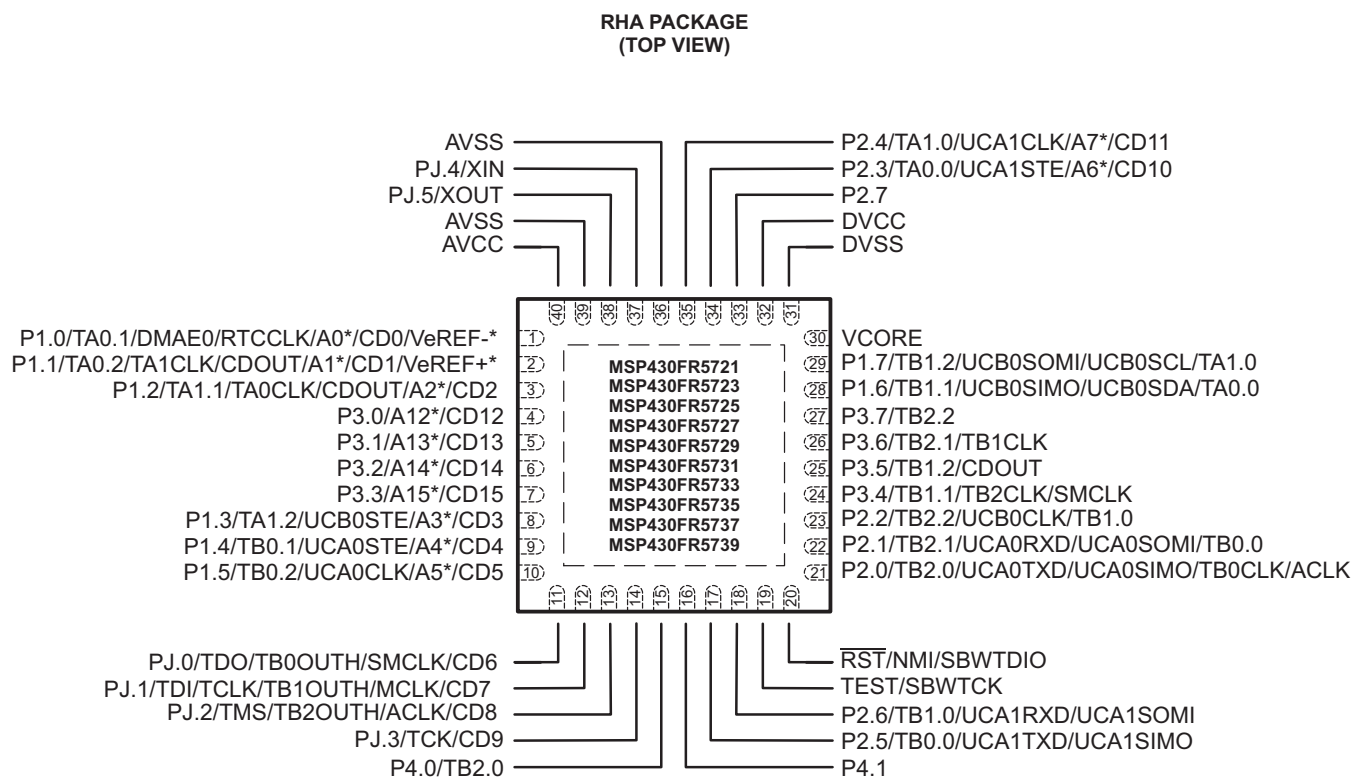 RHA PACKAGE
(TOP VIEW)
AVSS
PJ.4/XIN
PJ.5/XOUT
AVSS
AVCC
P2.4/TA1.0/UCA1CLK/A7*/CD11
P2.3/TA0.0/UCA1STE/A6*/CD10
P2.7
DVCC
DVSS
40 39 38 37 36 35 34 33 32 31
P1.0/TA0.1/DMAE0/RTCCLK/A0*/CD0/VeREF-* 1
P1.1/TA0.2/TA1CLK/CDOUT/A1*/CD1/VeREF+* 2
P1.2/TA1.1/TA0CLK/CDOUT/A2*/CD2 3
P3.0/A12*/CD12 4
P3.1/A13*/CD13 5
P3.2/A14*/CD14 6
P3.3/A15*/CD15 7
P1.3/TA1.2/UCB0STE/A3*/CD3 8
P1.4/TB0.1/UCA0STE/A4*/CD4 9
P1.5/TB0.2/UCA0CLK/A5*/CD5 10
MSP430FR5721
MSP430FR5723
MSP430FR5725
MSP430FR5727
MSP430FR5729
MSP430FR5731
MSP430FR5733
MSP430FR5735
MSP430FR5737
MSP430FR5739
30 VCORE
29 P1.7/TB1.2/UCB0SOMI/UCB0SCL/TA1.0
28 P1.6/TB1.1/UCB0SIMO/UCB0SDA/TA0.0
27 P3.7/TB2.2
26 P3.6/TB2.1/TB1CLK
25 P3.5/TB1.2/CDOUT
24 P3.4/TB1.1/TB2CLK/SMCLK
23 P2.2/TB2.2/UCB0CLK/TB1.0
22 P2.1/TB2.1/UCA0RXD/UCA0SOMI/TB0.0
21 P2.0/TB2.0/UCA0TXD/UCA0SIMO/TB0CLK/ACLK
11 12 13 14 15 16 17 18 19 20
PJ.0/TDO/TB0OUTH/SMCLK/CD6
PJ.1/TDI/TCLK/TB1OUTH/MCLK/CD7
PJ.2/TMS/TB2OUTH/ACLK/CD8
PJ.3/TCK/CD9
P4.0/TB2.0
RST/NMI/SBWTDIO
TEST/SBWTCK
P2.6/TB1.0/UCA1RXD/UCA1SOMI
P2.5/TB0.0/UCA1TXD/UCA1SIMO
P4.1